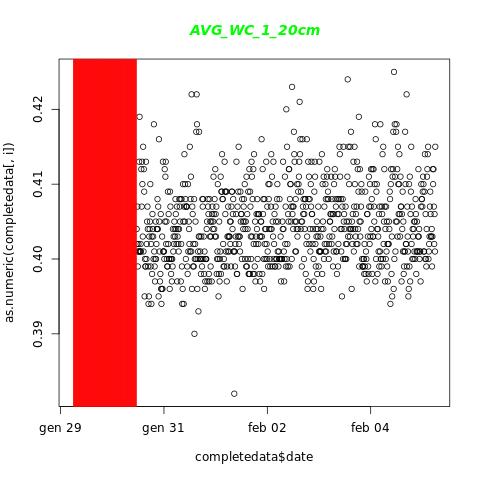 AVG_WC_1_20cm
as.numeric(completedata[, i])
0.42
0.41
0.40
0.39
gen 29
gen 31
feb 02
feb 04
completedata$date